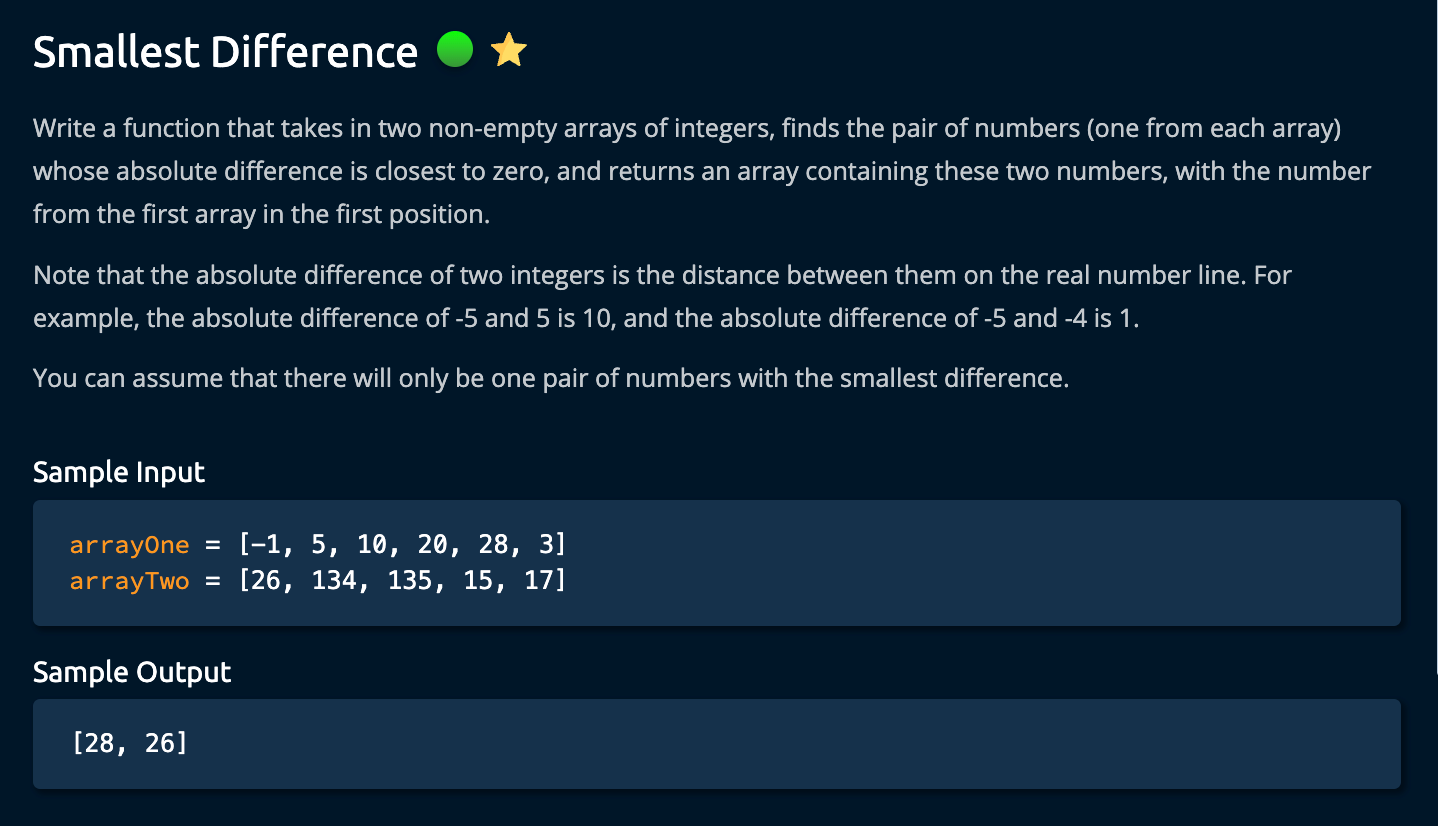 Smallest Difference
Write a function that takes in two non-empty arrays of integers, finds the pair of numbers (one from each array)
whose absolute difference is closest to zero, and returns an array containing these two numbers, with the number
from the first array in the first position.
Note that the absolute difference of two integers is the distance between them on the real number line. For
example, the absolute difference of -5 and 5 is 10, and the absolute difference of -5 and -4 is 1.
You can assume that there will only be one pair of numbers with the smallest difference.
Sample Input
arrayOne = [-1, 5, 10, 20, 28, 3]
arrayTwo = [26, 134, 135, 15, 17]
Sample Output
[28, 26]